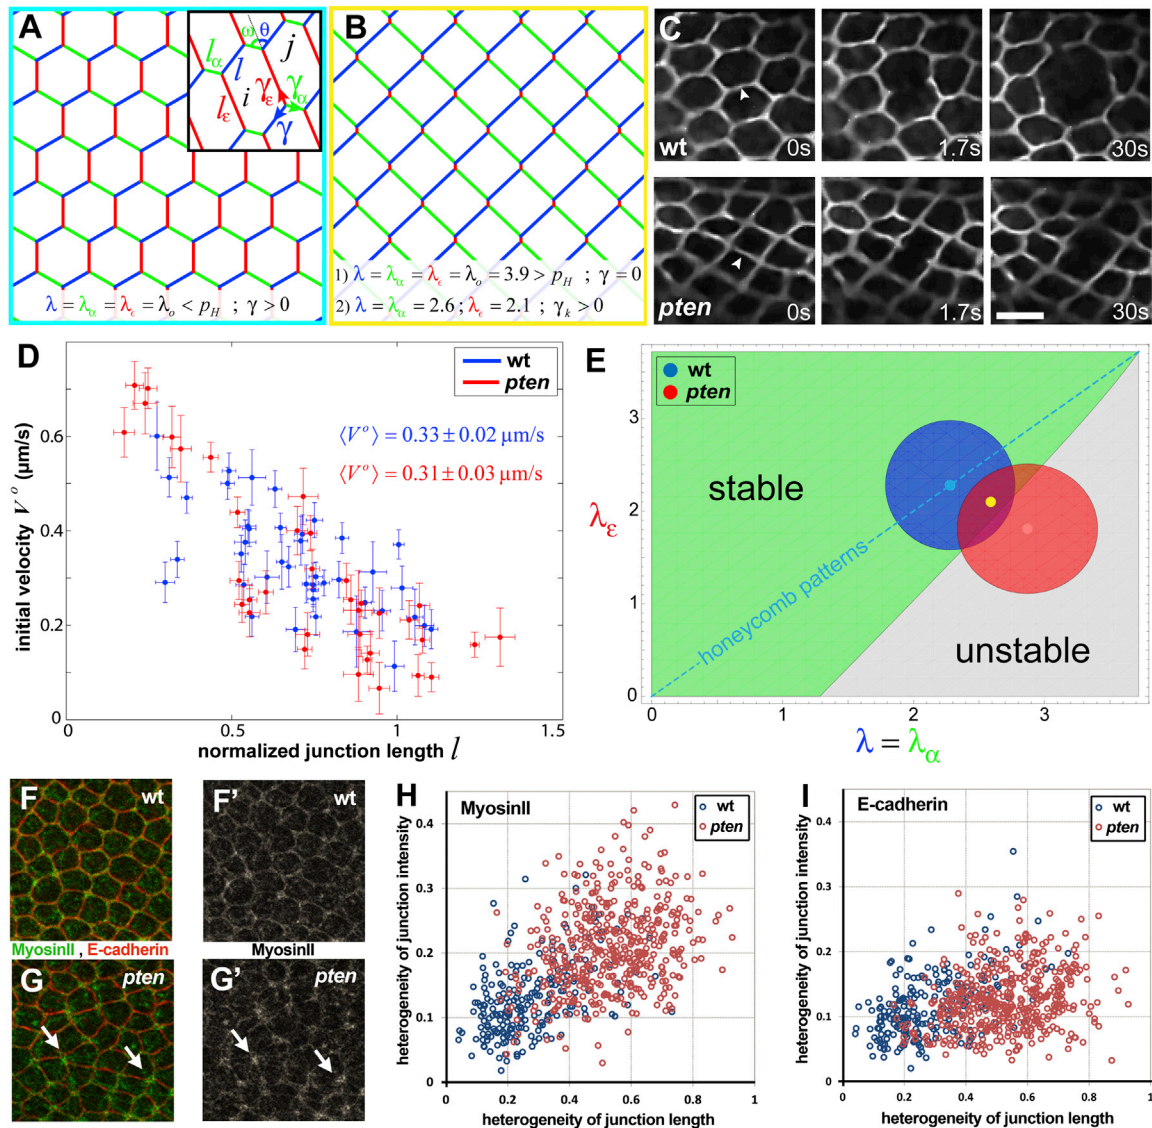 A
l_α
ω
θ
j
l
i
γ_ε
γ_α
l_ε
γ
λ = λ_α = λ_ε = λ_o < p_H ; γ > 0
B
1) λ = λ_α = λ_ε = λ_o = 3.9 > p_H ; γ = 0
2) λ = λ_α = 2.6 ; λ_ε = 2.1 ; γ_k > 0
C
wt
0s
1.7s
30s
pten
0s
1.7s
30s
D
wt
pten
⟨V^o⟩ = 0.33 ± 0.02 µm/s
⟨V^o⟩ = 0.31 ± 0.03 µm/s
initial velocity V^o (µm/s)
0.6
0.4
0.2
0
0
0.5
1
1.5
normalized junction length l
E
wt
pten
stable
honeycomb patterns
unstable
λ_ε
3
2
1
0
0
1
2
3
λ = λ_α
F
wt
F'
wt
MyosinII , E-cadherin
MyosinII
G
pten
G'
pten
H
MyosinII
wt
pten
heterogeneity of junction intensity
0.4
0.3
0.2
0.1
0
0
0.2
0.4
0.6
0.8
1
heterogeneity of junction length
I
E-cadherin
wt
pten
heterogeneity of junction intensity
0.4
0.3
0.2
0.1
0
0
0.2
0.4
0.6
0.8
1
heterogeneity of junction length